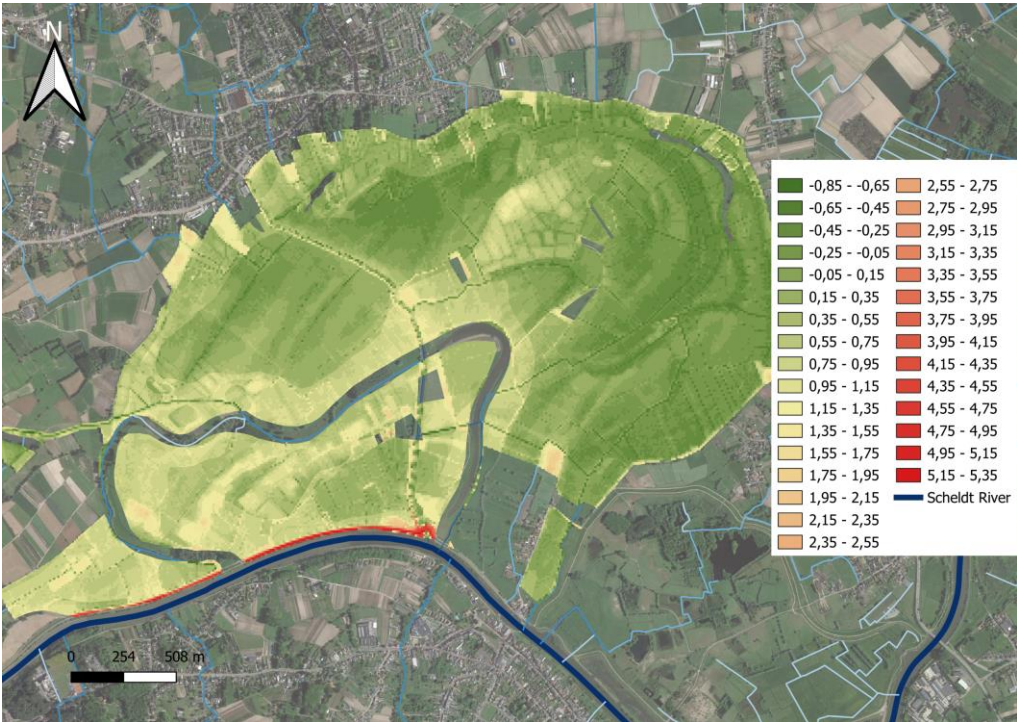 N
-0,85 - -0,65
-0,65 - -0,45
-0,45 - -0,25
-0,25 - -0,05
-0,05 - 0,15
0,15 - 0,35
0,35 - 0,55
0,55 - 0,75
0,75 - 0,95
0,95 - 1,15
1,15 - 1,35
1,35 - 1,55
1,55 - 1,75
1,75 - 1,95
1,95 - 2,15
2,15 - 2,35
2,35 - 2,55
2,55 - 2,75
2,75 - 2,95
2,95 - 3,15
3,15 - 3,35
3,35 - 3,55
3,55 - 3,75
3,75 - 3,95
3,95 - 4,15
4,15 - 4,35
4,35 - 4,55
4,55 - 4,75
4,75 - 4,95
4,95 - 5,15
5,15 - 5,35
Scheldt River
0 254 508 m